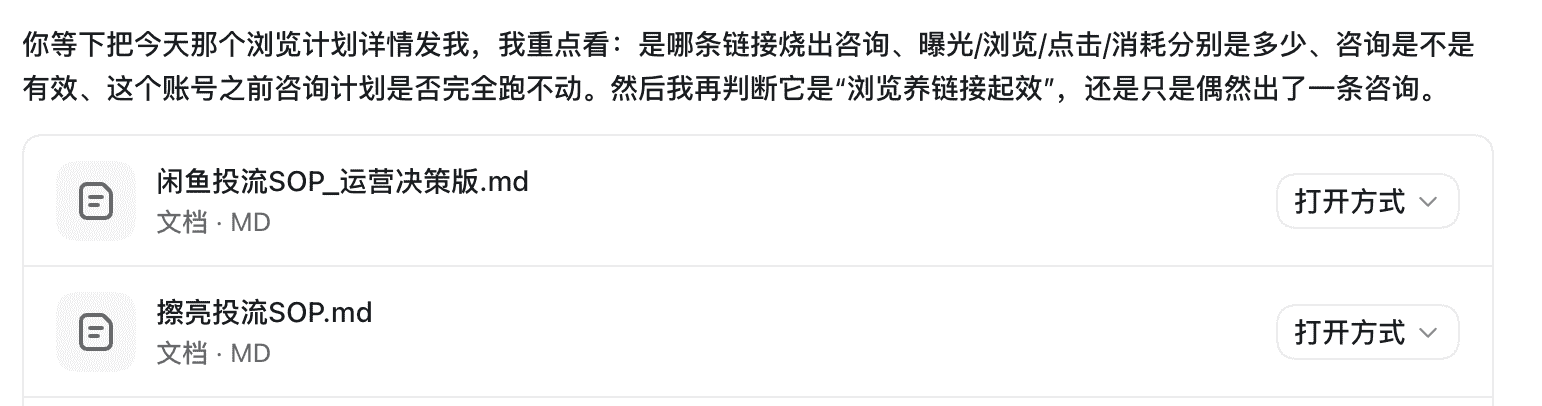 你等下把今天那个浏览计划详情发我，我重点看：是哪条链接烧出咨询、曝光/浏览/点击/消耗分别是多少、咨询是不是
有效、这个账号之前咨询计划是否完全跑不动。然后我再判断它是“浏览养链接起效”，还是只是偶然出了一条咨询。
闲鱼投流SOP_运营决策版.md
文档 · MD
打开方式
擦亮投流SOP.md
文档 · MD
打开方式